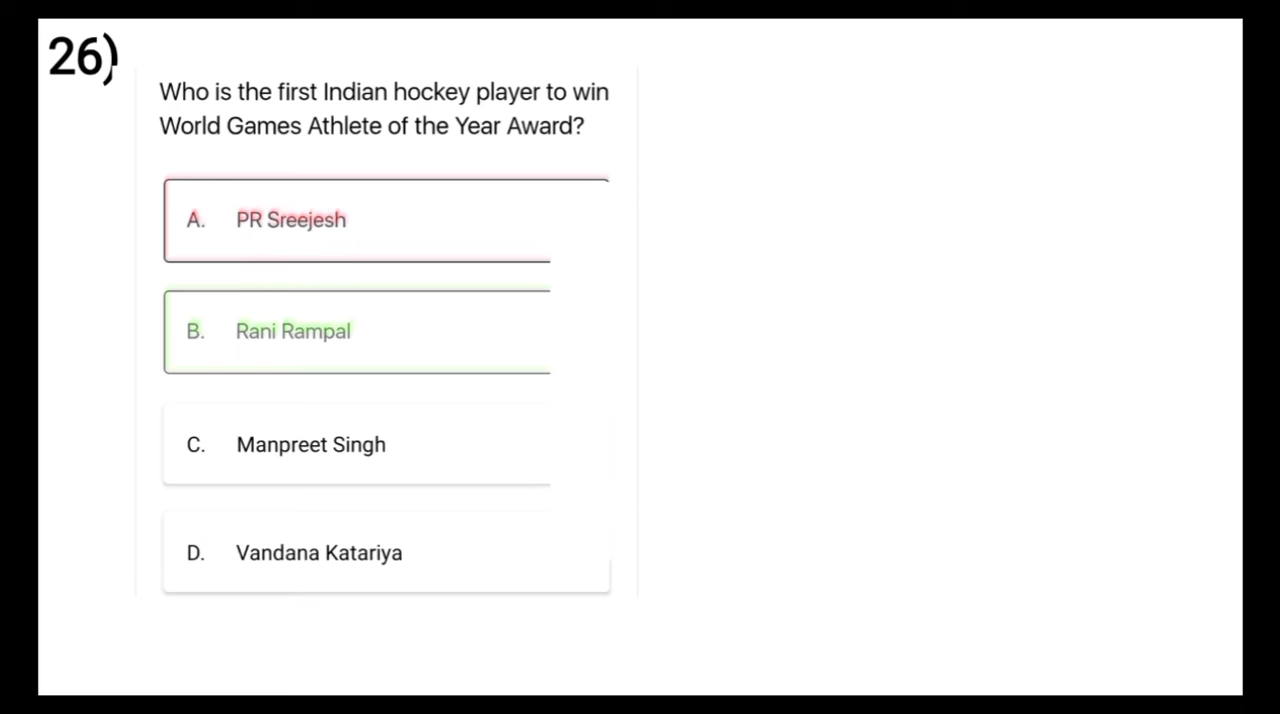 26)
Who is the first Indian hockey player to win
World Games Athlete of the Year Award?
A. PR Sreejesh
B. Rani Rampal
C. Manpreet Singh
D. Vandana Katariya